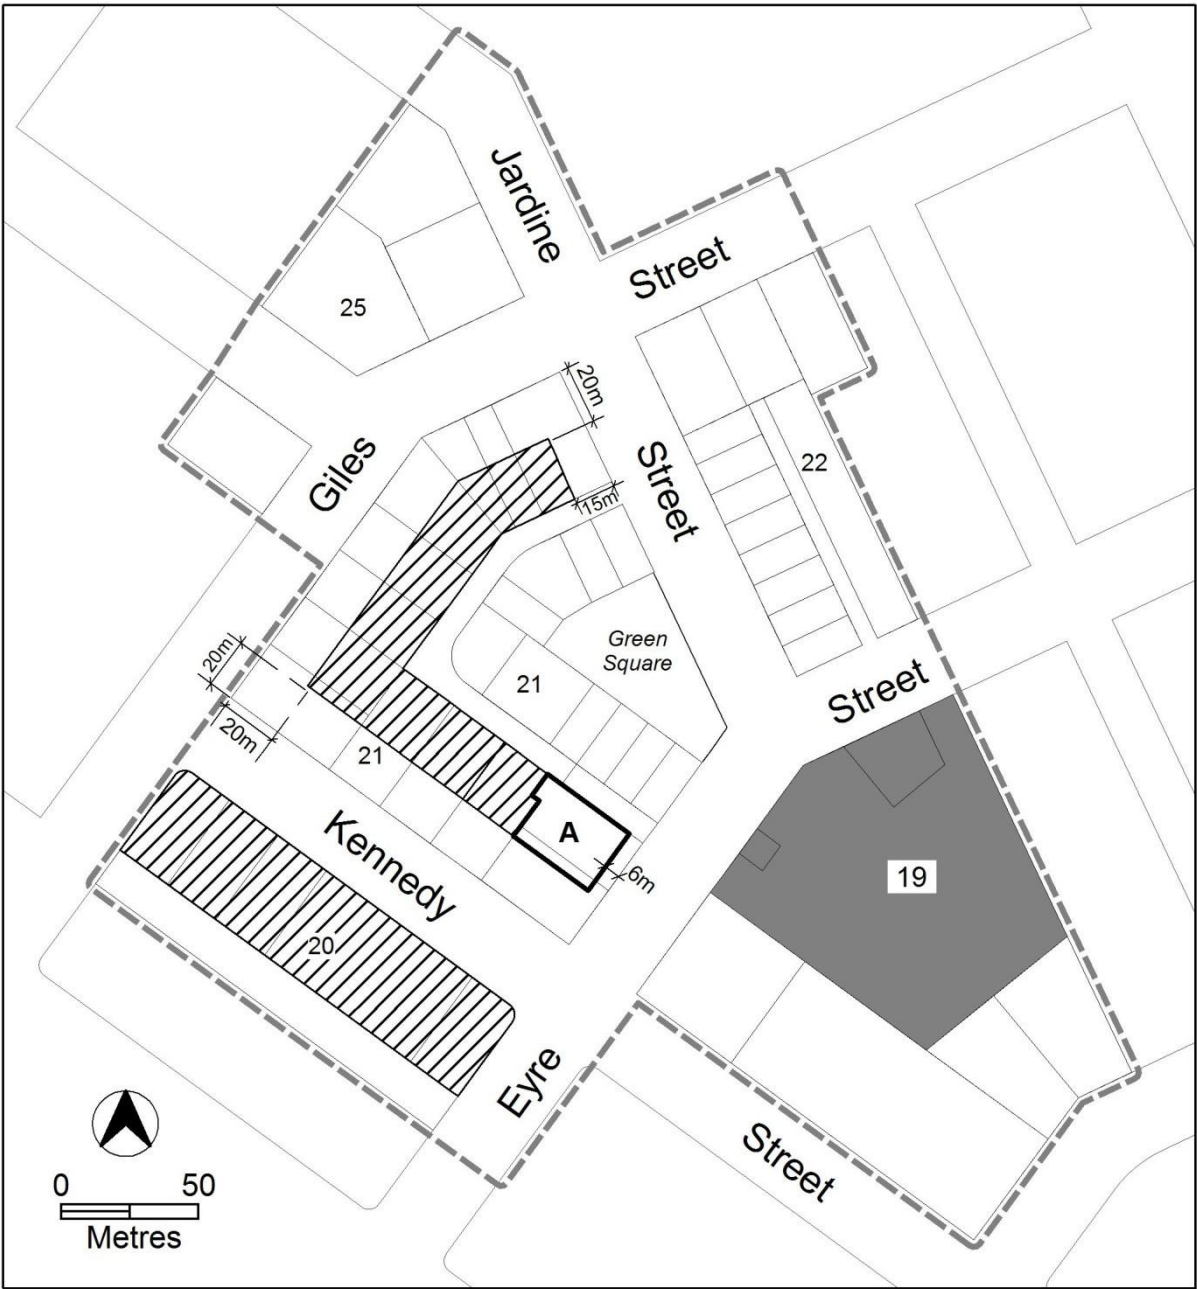 Jardine
Street
25
20m
Giles
Street
22
15m
Green
Square
20m
21
Street
20m
21
A
Kennedy
6m
19
20
Eyre
Street
0 50
Metres